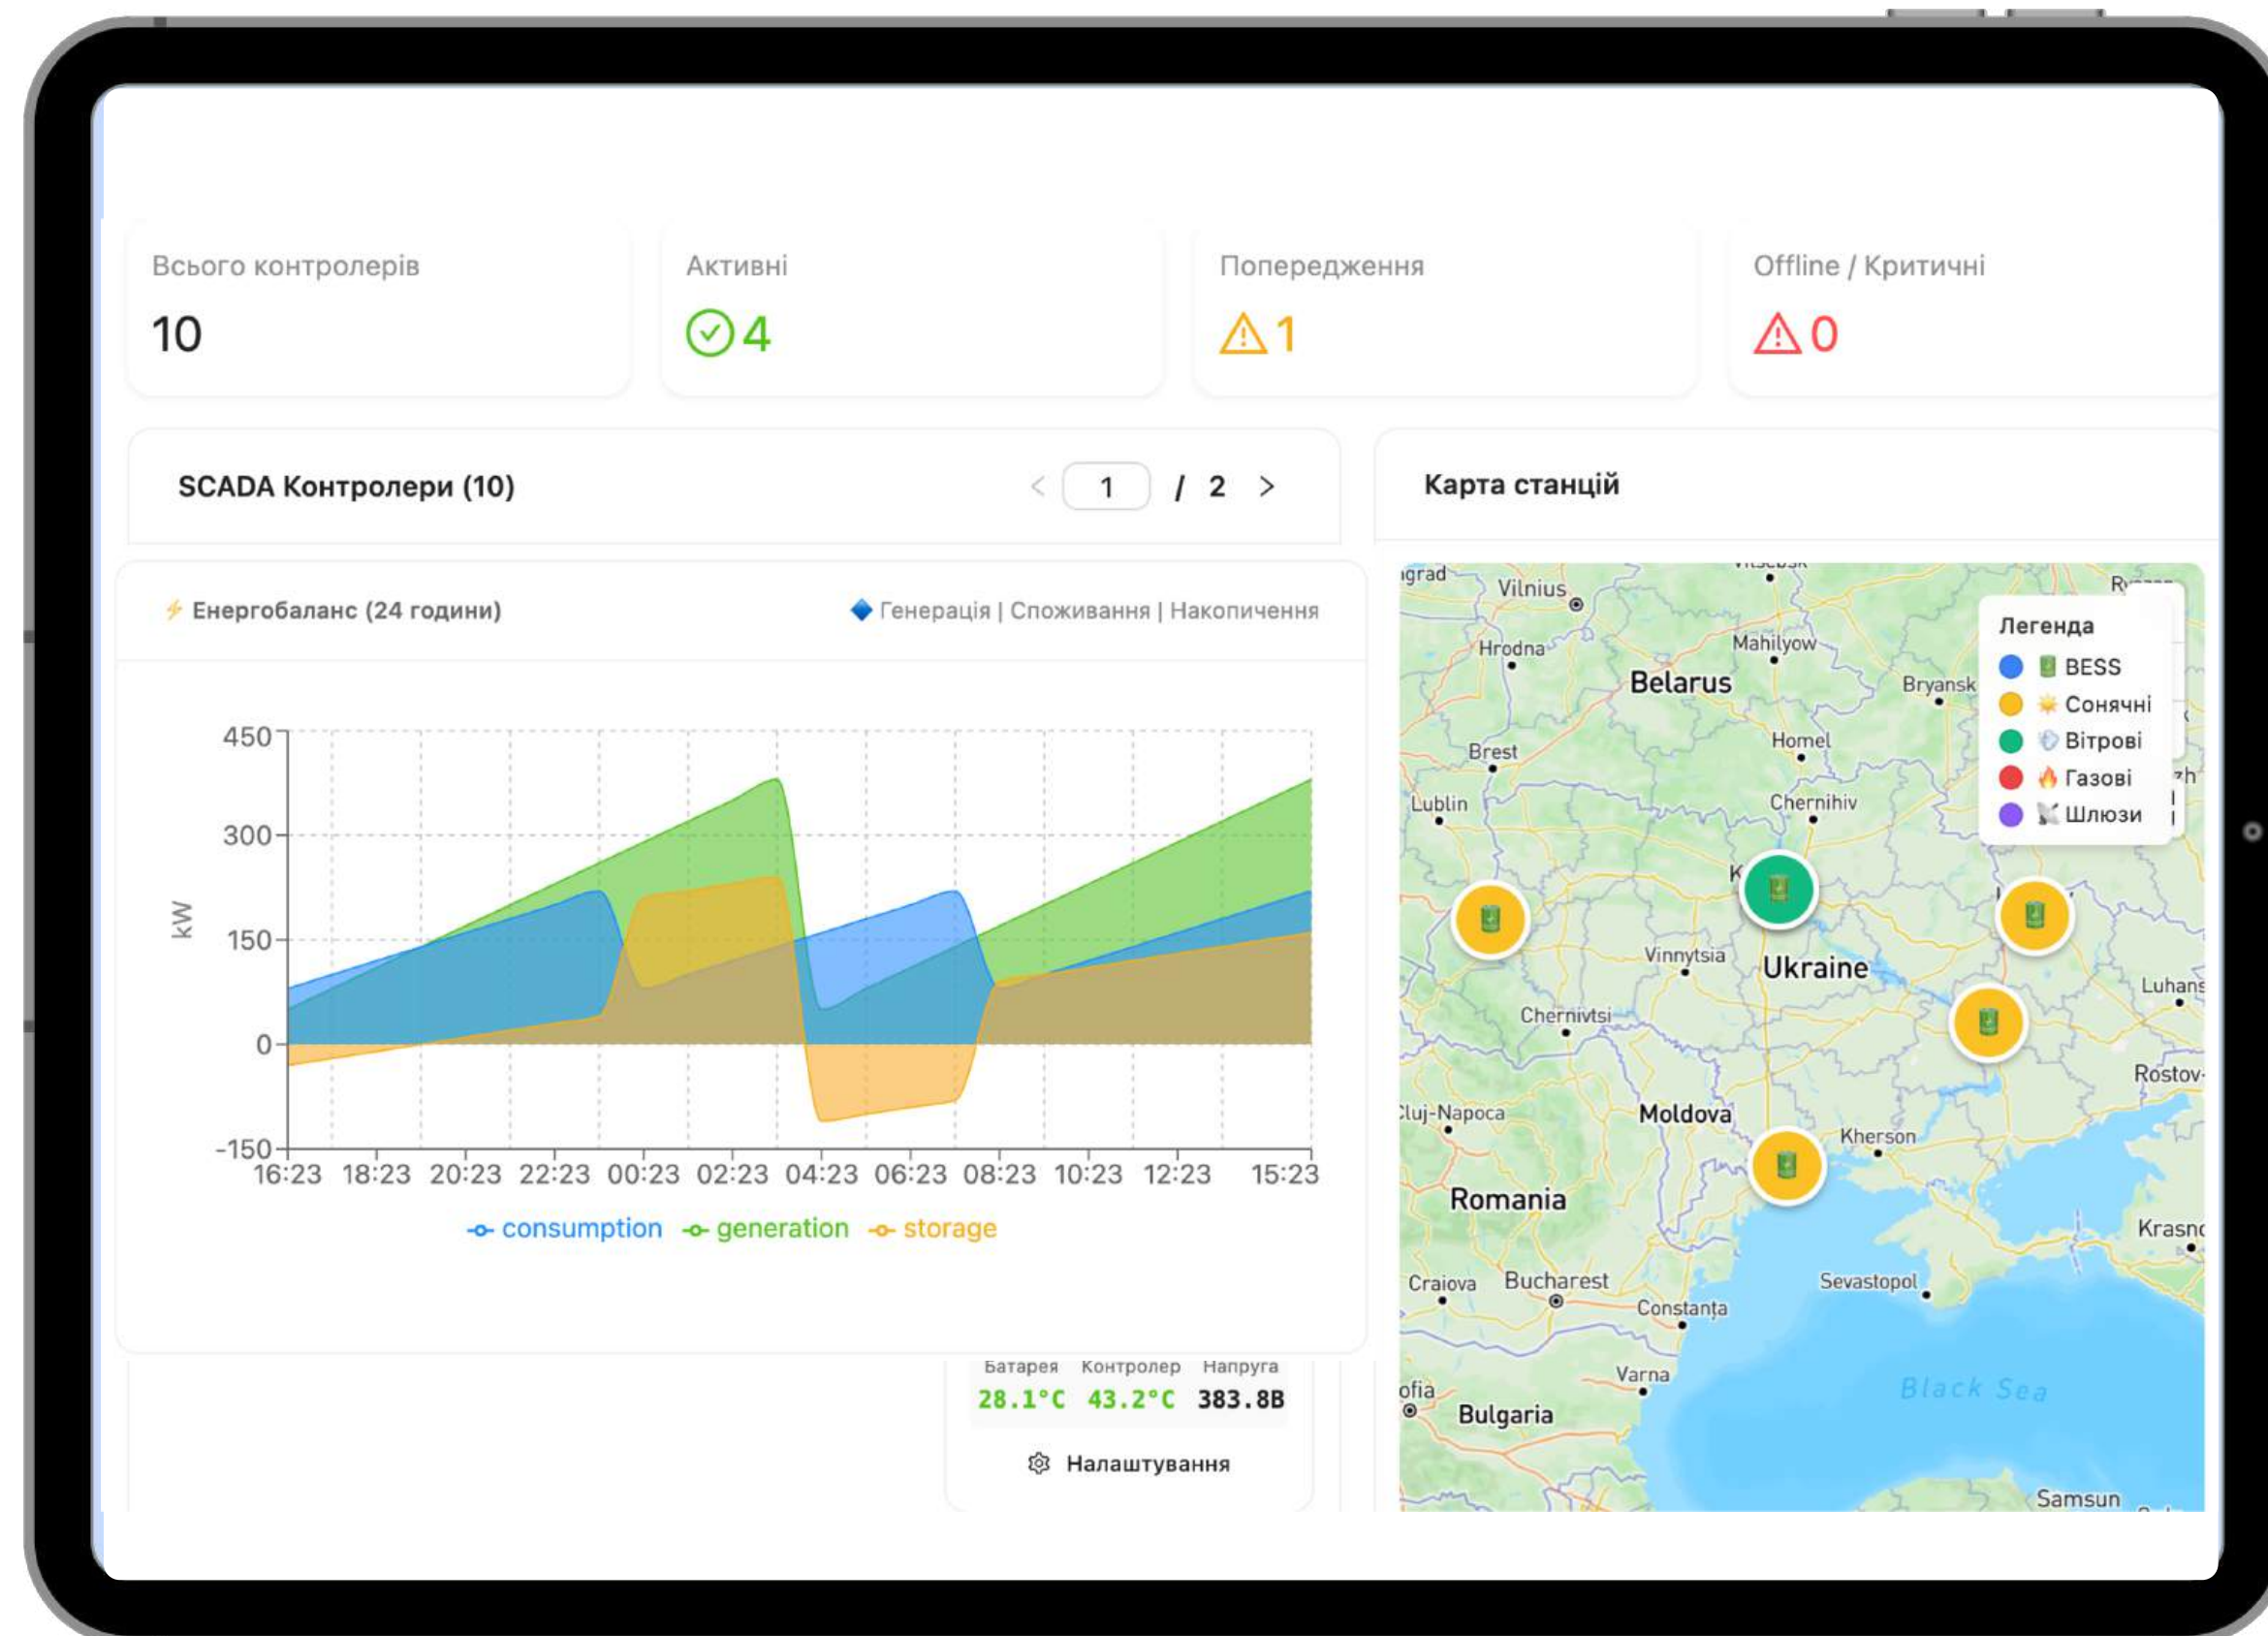 Всього контролерів
10
Активні
4
Попередження
1
Offline / Критичні
0
SCADA Контролери (10)
< 1 / 2 >
Карта станцій
Енергобаланс (24 години)
Генерація | Споживання | Накопичення
450
300
150
0
-150
kW
16:23 18:23 20:23 22:23 00:23 02:23 04:23 06:23 08:23 10:23 12:23 15:23
consumption generation storage
Батарея Контролер Напруга
28.1°C 43.2°C 383.8В
Налаштування
Легенда
BESS
Сонячні
Вітрові
Газові
Шлюзи
Vilnius
Hrodna
Mahilyow
Belarus
Bryansk
Brest
Homel
Lublin
Chernihiv
Vinnytsia
Ukraine
Luhans
Chernivtsi
Rostov-
Cluj-Napoca
Moldova
Kherson
Romania
Krasno
Craiova
Bucharest
Sevastopol
Constanța
Varna
ofia
Bulgaria
Black Sea
Samsun